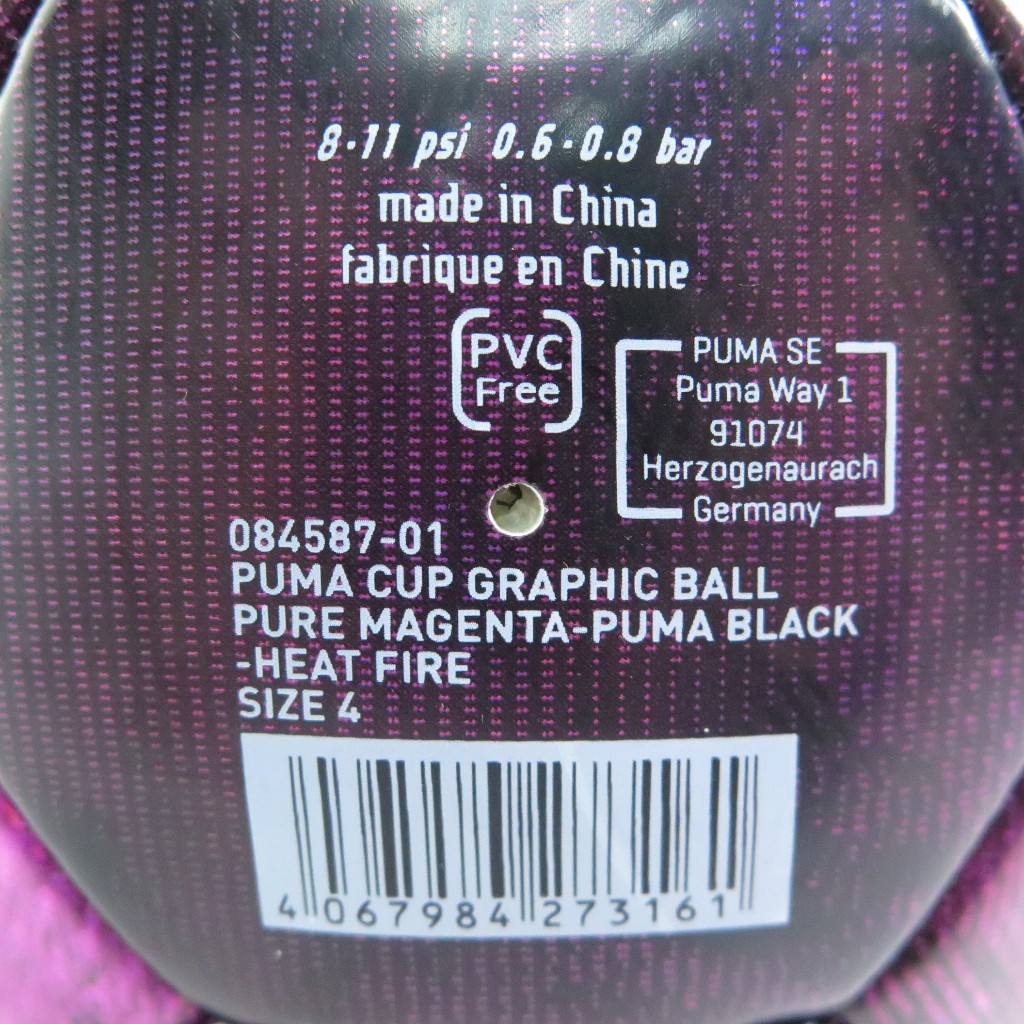 8-11 psi 0.6-0.8 bar
made in China
fabrique en Chine
PVC
Free
PUMA SE
Puma Way 1
91074
Herzogenaurach
Germany
084587-01
PUMA CUP GRAPHIC BALL
PURE MAGENTA-PUMA BLACK
-HEAT FIRE
SIZE 4
4 067984 273161